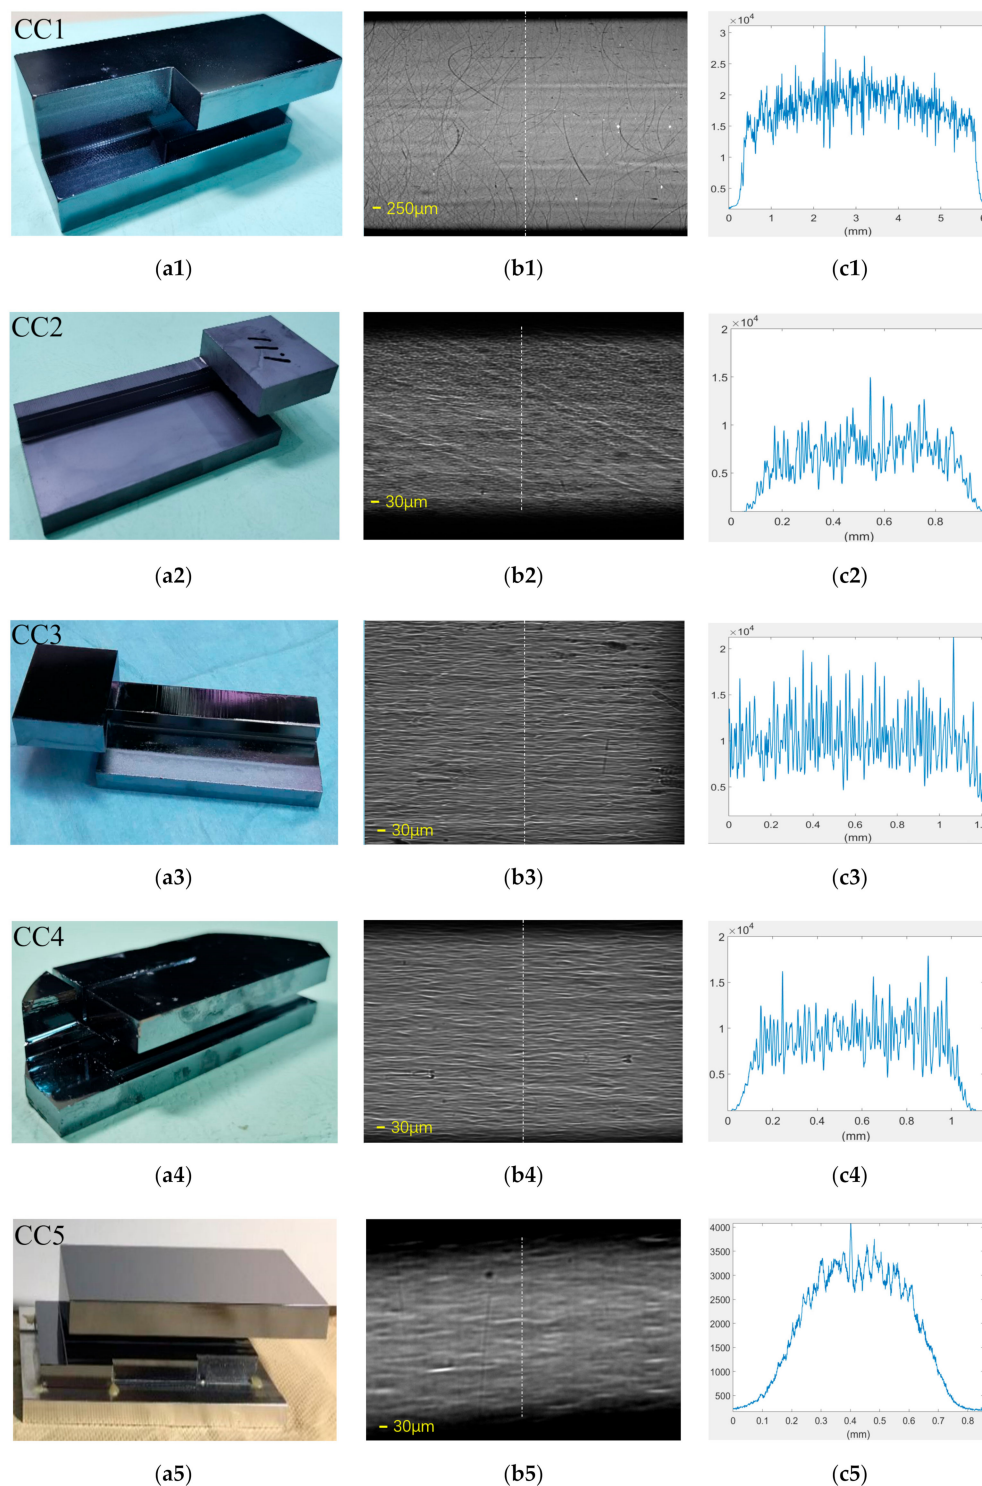 CC1
250μm
×10⁴
3
2.5
2
1.5
1
0.5
0 1 2 3 4 5 6
(mm)
(a1) (b1) (c1)
CC2
30μm
×10⁴
2
1.5
1
0.5
0 0.2 0.4 0.6 0.8
(mm)
(a2) (b2) (c2)
CC3
30μm
×10⁴
2
1.5
1
0.5
0 0.2 0.4 0.6 0.8 1 1.
(mm)
(a3) (b3) (c3)
CC4
30μm
×10⁴
2
1.5
1
0.5
0 0.2 0.4 0.6 0.8 1
(mm)
(a4) (b4) (c4)
CC5
30μm
4000
3500
3000
2500
2000
1500
1000
500
0 0.1 0.2 0.3 0.4 0.5 0.6 0.7 0.8
(mm)
(a5) (b5) (c5)